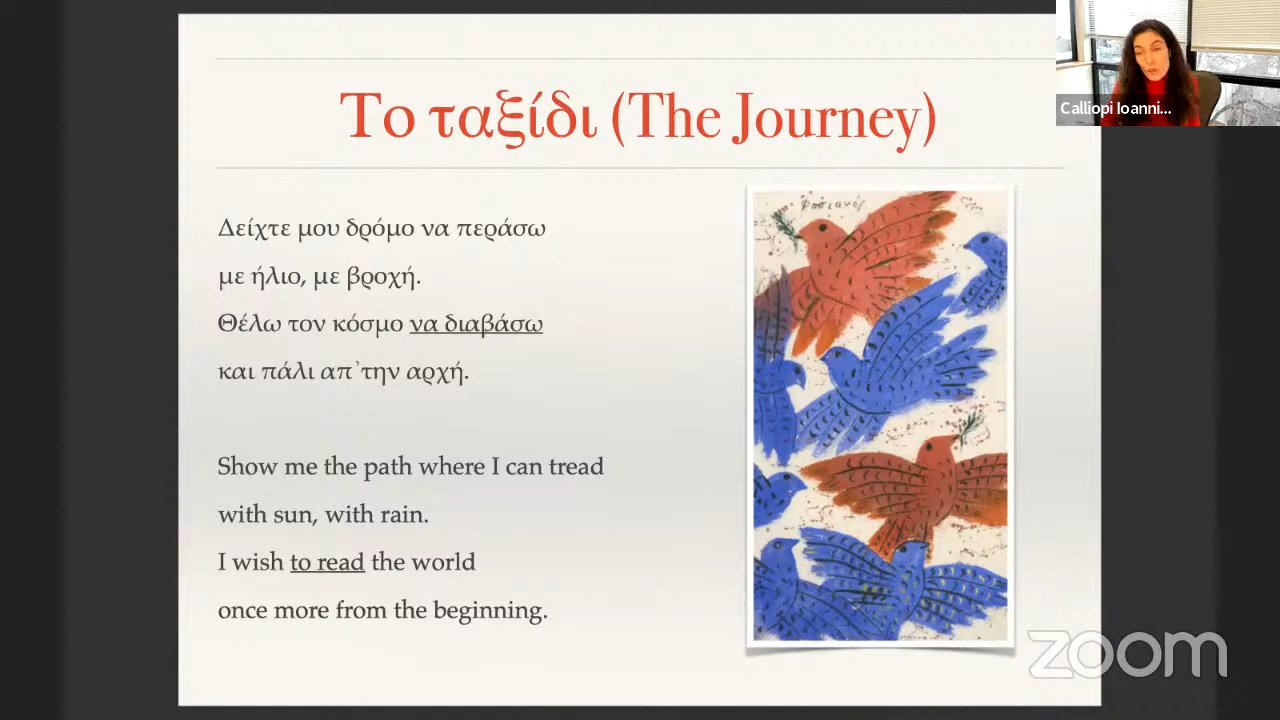 Το ταξίδι (The Journey)
Calliopi Ioanni...
Δείχτε μου δρόμο να περάσω
με ήλιο, με βροχή.
Θέλω τον κόσμο να διαβάσω
και πάλι απ᾽την αρχή.
Show me the path where I can tread
with sun, with rain.
I wish to read the world
once more from the beginning.
φασιανός
zoom